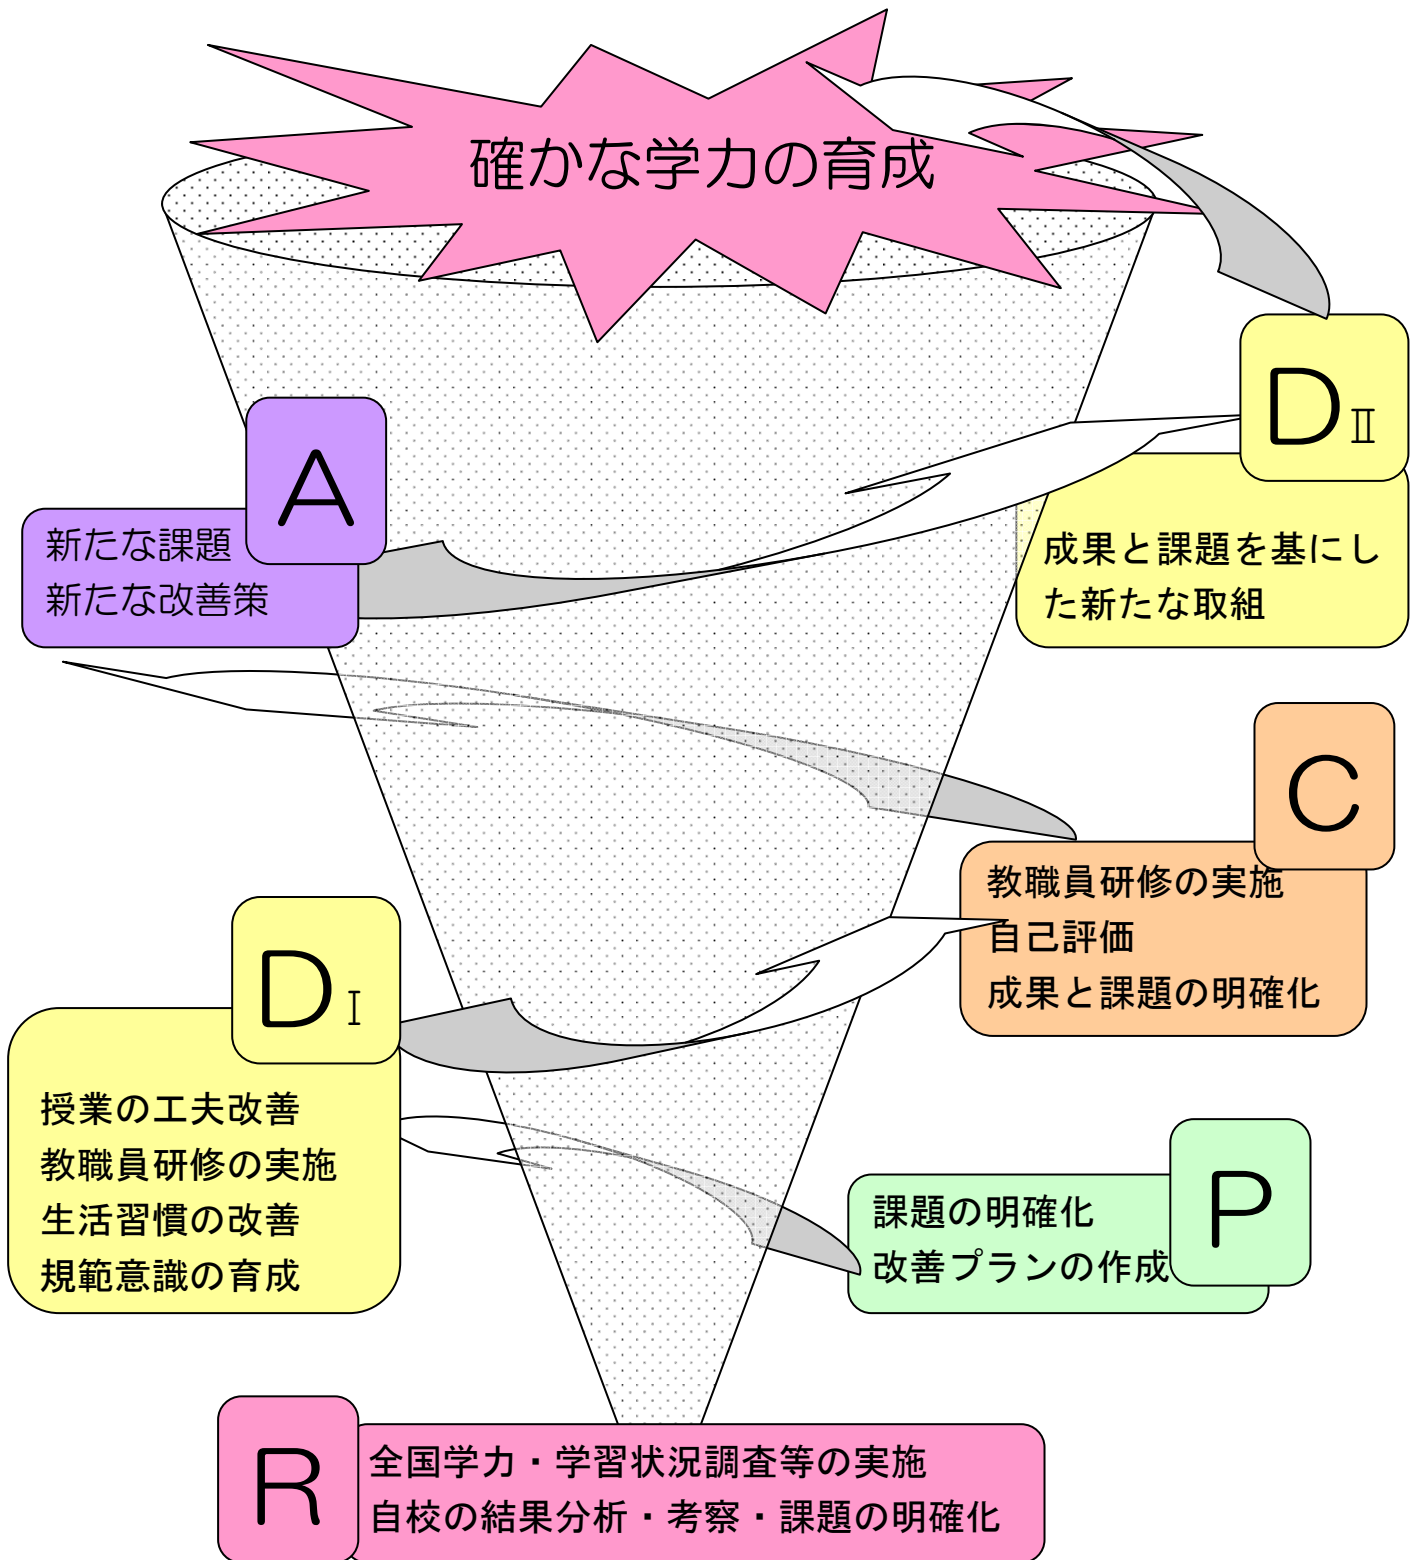 確かな学力の育成
DⅡ
成果と課題を基にし
た新たな取組
A
新たな課題
新たな改善策
C
教職員研修の実施
自己評価
成果と課題の明確化
DⅠ
授業の工夫改善
教職員研修の実施
生活習慣の改善
規範意識の育成
P
課題の明確化
改善プランの作成
R
全国学力・学習状況調査等の実施
自校の結果分析・考察・課題の明確化